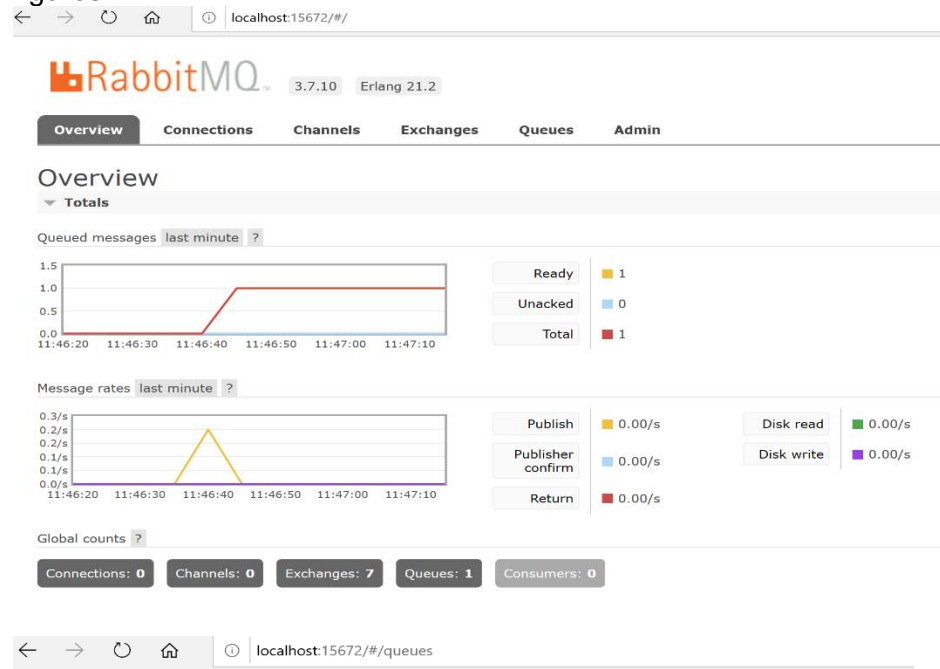 localhost:15672/#/
RabbitMQ 3.7.10 Erlang 21.2
Overview Connections Channels Exchanges Queues Admin
Overview
Totals
Queued messages last minute ?
1.5
1.0
0.5
0.0
11:46:20 11:46:30 11:46:40 11:46:50 11:47:00 11:47:10
Ready 1
Unacked 0
Total 1
Message rates last minute ?
0.3/s
0.2/s
0.2/s
0.1/s
0.1/s
0.0/s
11:46:20 11:46:30 11:46:40 11:46:50 11:47:00 11:47:10
Publish 0.00/s
Publisher
confirm 0.00/s
Return 0.00/s
Disk read 0.00/s
Disk write 0.00/s
Global counts ?
Connections: 0 Channels: 0 Exchanges: 7 Queues: 1 Consumers: 0
localhost:15672/#/queues